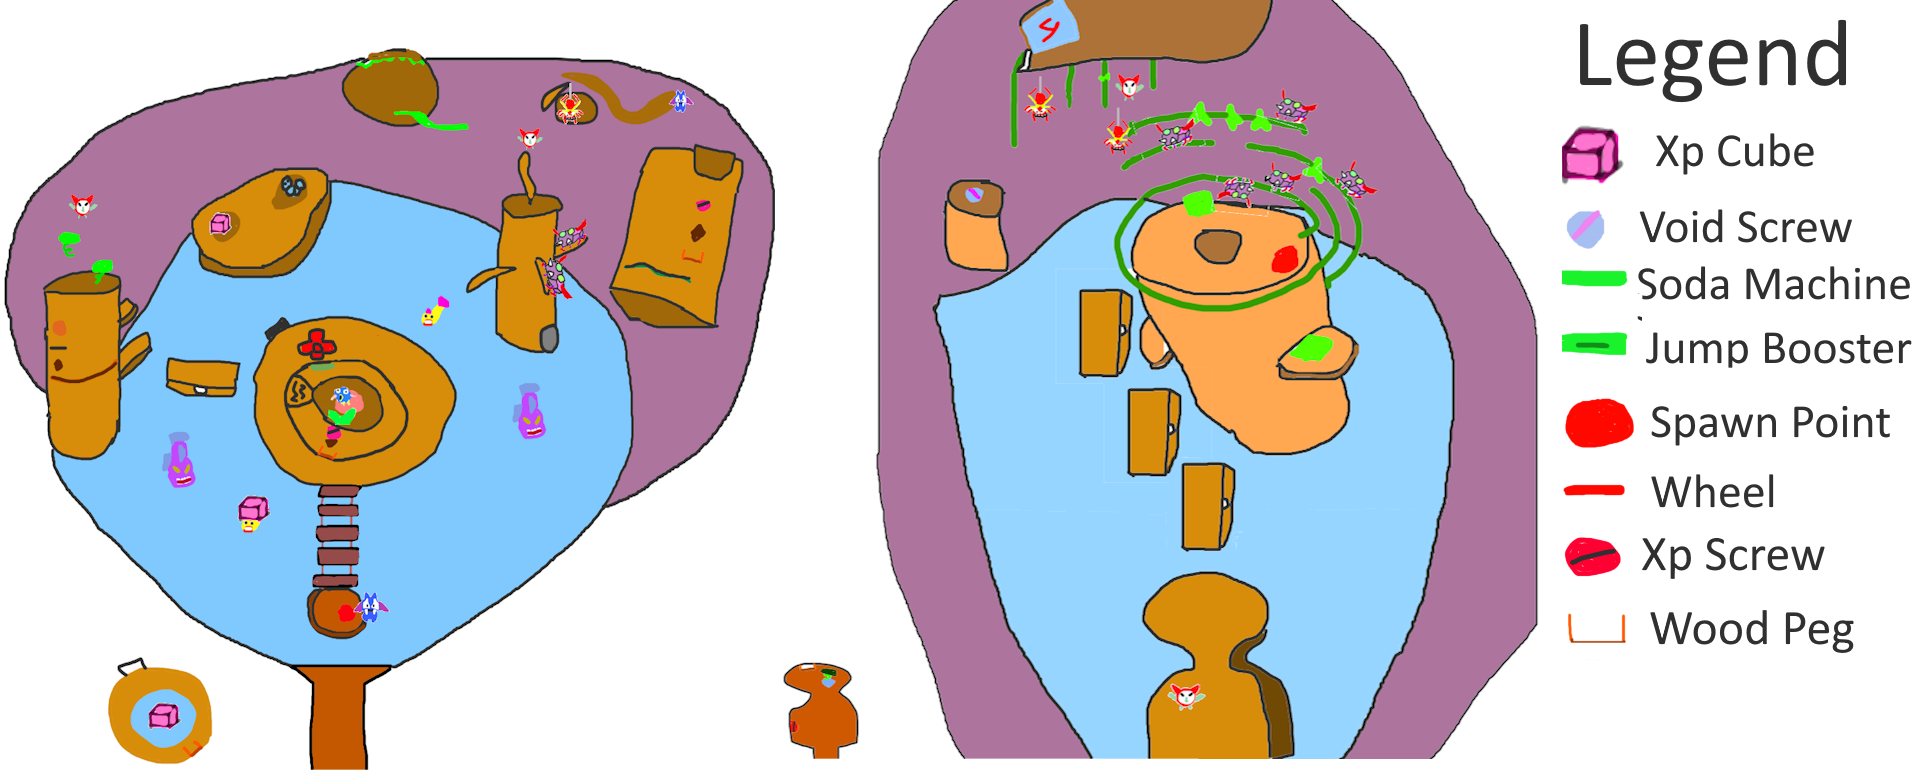 Legend
Xp Cube
Void Screw
Soda Machine
Jump Booster
Spawn Point
Wheel
Xp Screw
Wood Peg